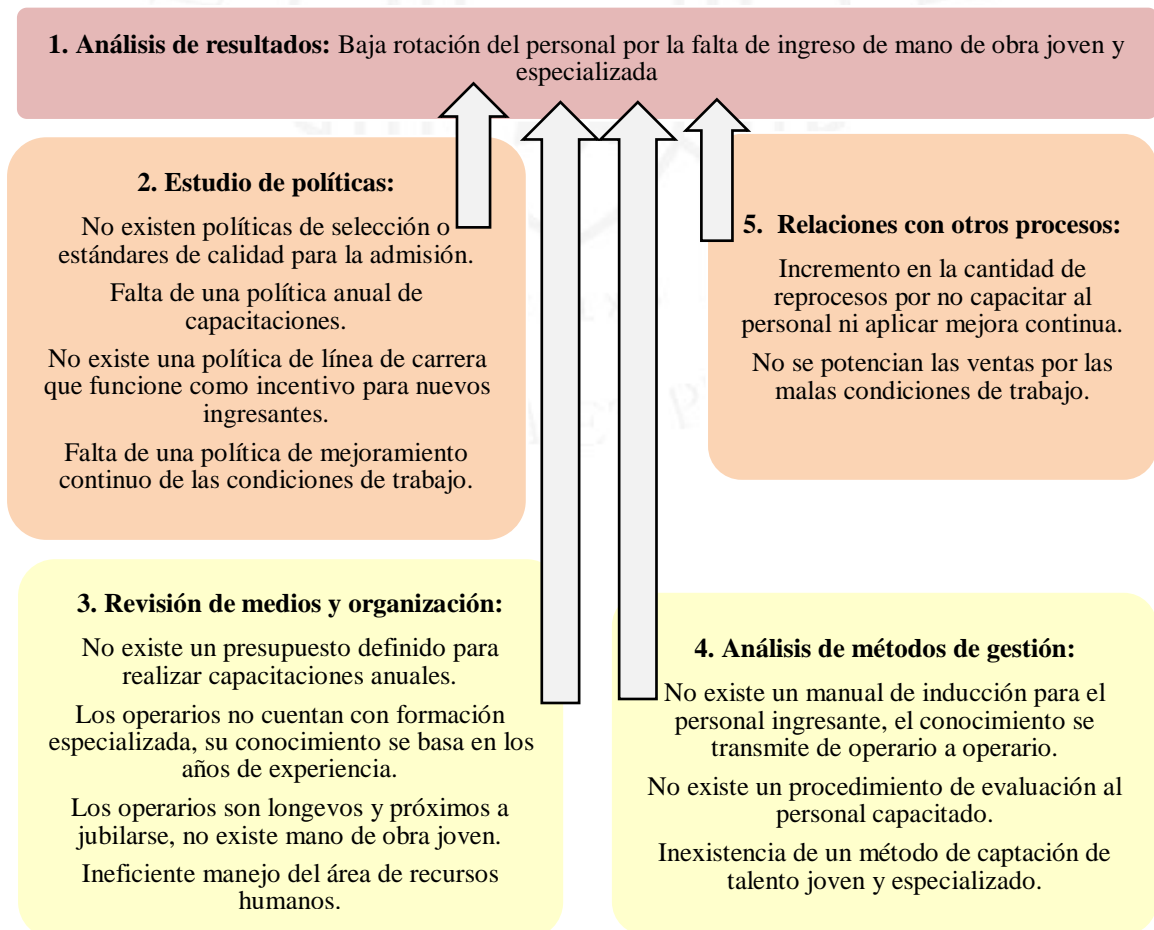 1. Análisis de resultados: Baja rotación del personal por la falta de ingreso de mano de obra joven y
especializada
2. Estudio de políticas:
No existen políticas de selección o
estándares de calidad para la admisión.
Falta de una política anual de
capacitaciones.
No existe una política de línea de carrera
que funcione como incentivo para nuevos
ingresantes.
Falta de una política de mejoramiento
continuo de las condiciones de trabajo.
5. Relaciones con otros procesos:
Incremento en la cantidad de
reprocesos por no capacitar al
personal ni aplicar mejora continua.
No se potencian las ventas por las
malas condiciones de trabajo.
3. Revisión de medios y organización:
No existe un presupuesto definido para
realizar capacitaciones anuales.
Los operarios no cuentan con formación
especializada, su conocimiento se basa en los
años de experiencia.
Los operarios son longevos y próximos a
jubilarse, no existe mano de obra joven.
Ineficiente manejo del área de recursos
humanos.
4. Análisis de métodos de gestión:
No existe un manual de inducción para el
personal ingresante, el conocimiento se
transmite de operario a operario.
No existe un procedimiento de evaluación al
personal capacitado.
Inexistencia de un método de captación de
talento joven y especializado.